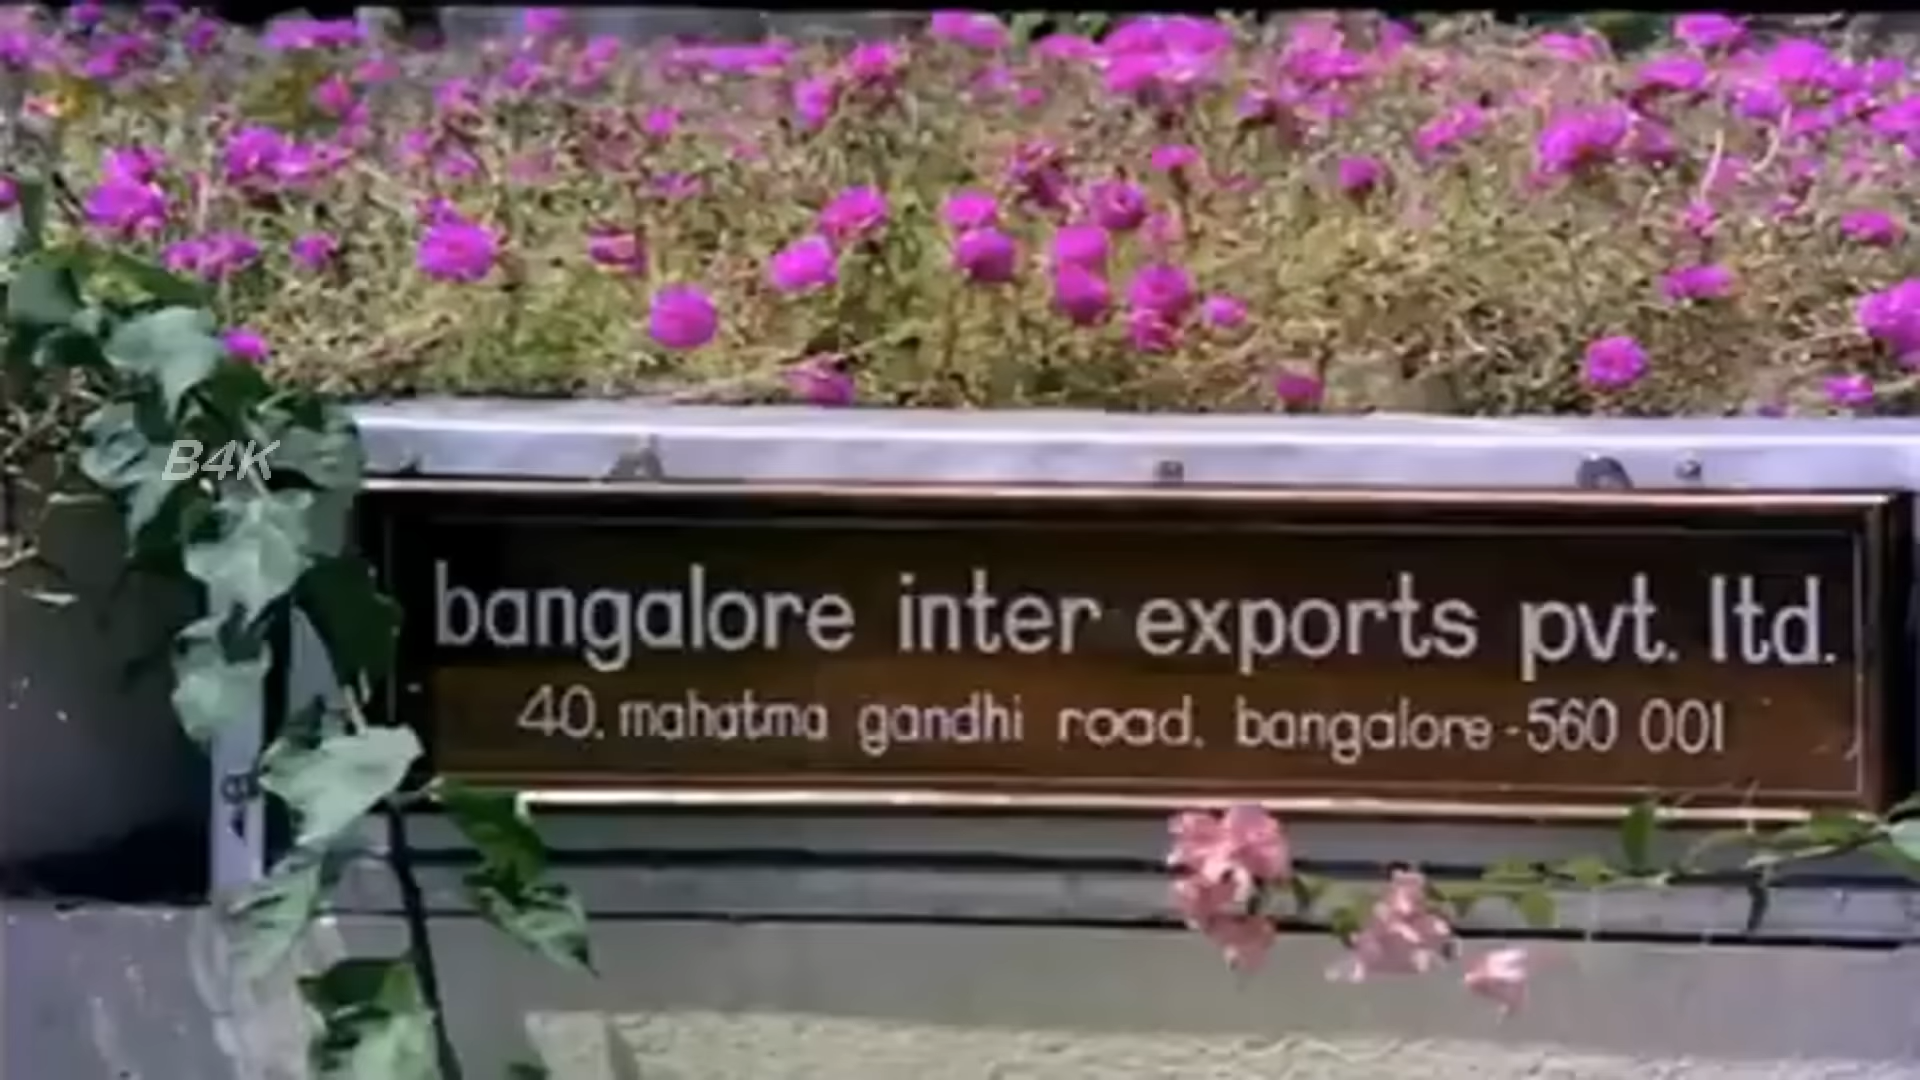 B4K
bangalore inter exports pvt. ltd.
40, mahatma gandhi road, bangalore-560 001